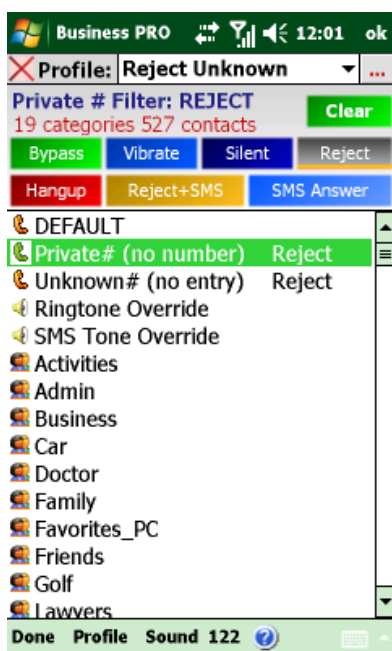 Business PRO 12:01 ok
Profile: Reject Unknown ...
Private # Filter: REJECT
19 categories 527 contacts
Clear
Bypass Vibrate Silent Reject
Hangup Reject+SMS SMS Answer
DEFAULT
Private# (no number) Reject
Unknown# (no entry) Reject
Ringtone Override
SMS Tone Override
Activities
Admin
Business
Car
Doctor
Family
Favorites_PC
Friends
Golf
Lawyers
Done Profile Sound 122 ?